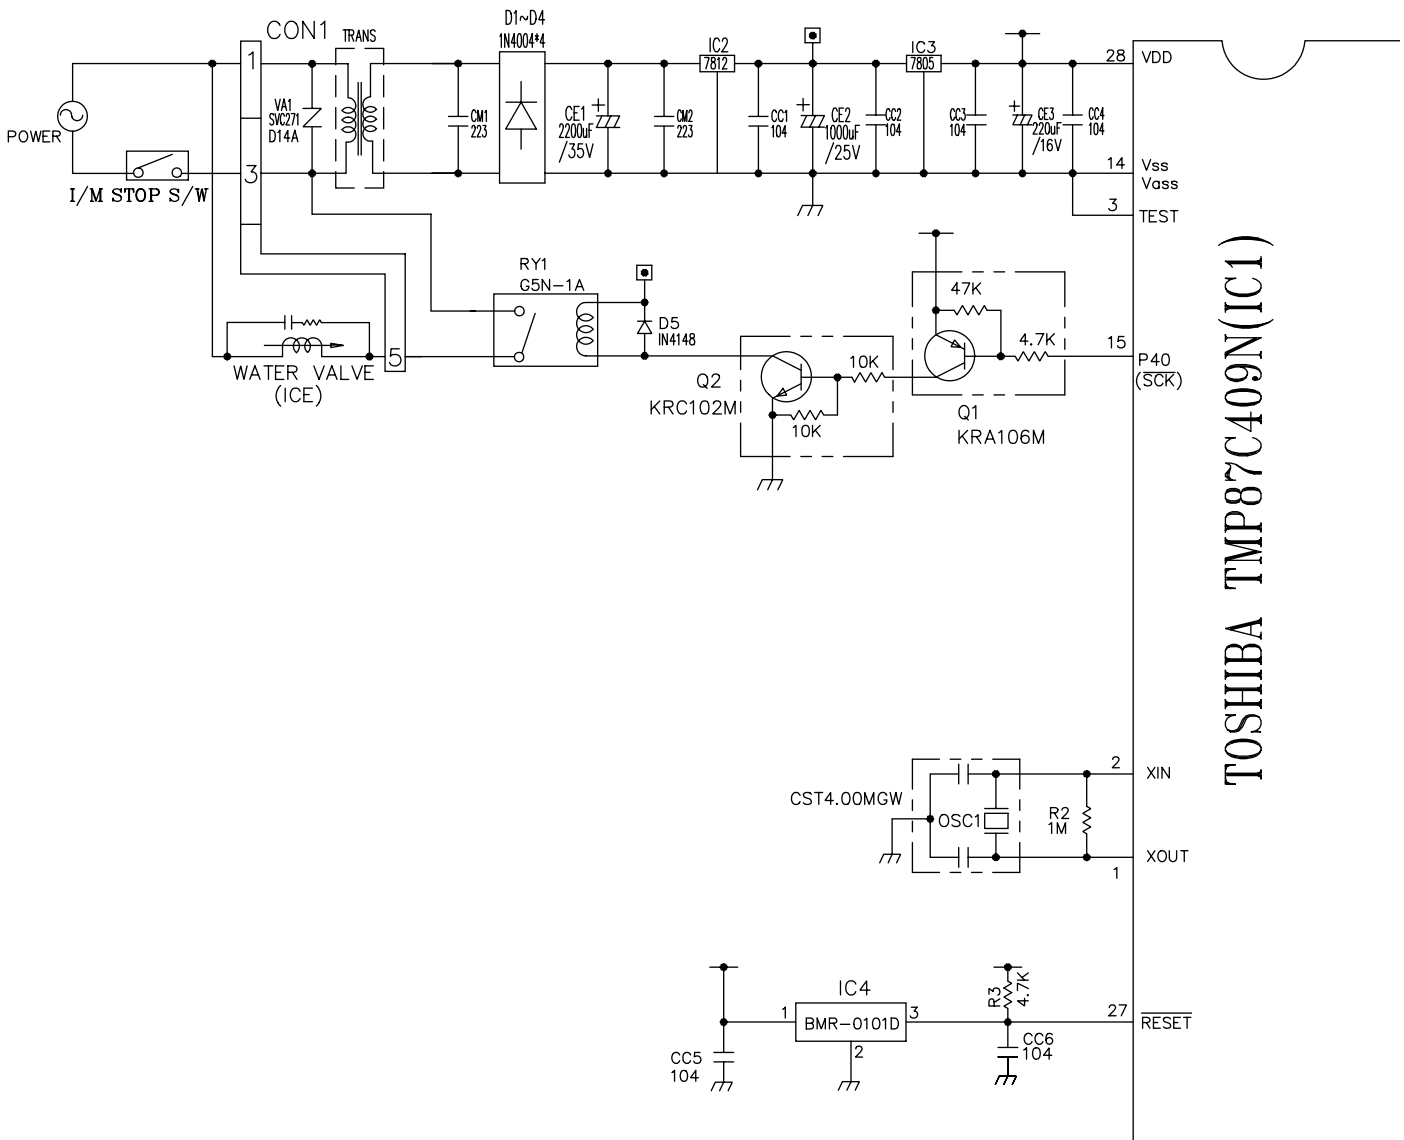 CON1
TRANS
D1~D4
1N4004*4
IC2
7812
IC3
7805
1
28
VDD
POWER
VA1
SVC271
D14A
CM1
223
CE1
2200uF
/35V
CM2
223
CC1
104
CE2
1000uF
/25V
CC2
104
CC3
104
CE3
220uF
/16V
CC4
104
3
I/M STOP S/W
14
Vss
Vass
3
TEST
RY1
G5N-1A
D5
IN4148
5
WATER VALVE
(ICE)
Q2
KRC102M
10K
10K
47K
4.7K
Q1
KRA106M
15
P40
(SCK)
TOSHIBA TMP87C409N(IC1)
CST4.00MGW
OSC1
R2
1M
2
XIN
XOUT
1
IC4
BMR-0101D
1
3
2
CC5
104
R3
4.7K
CC6
104
27
RESET